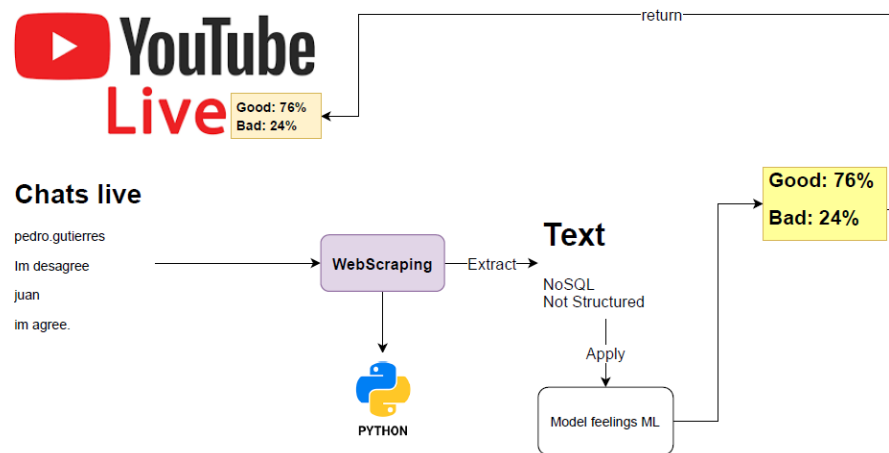 YouTube
Live
return
Good: 76%
Bad: 24%
Chats live
pedro.gutierres
Im desagree
juan
im agree.
WebScraping
Extract
PYTHON
Text
NoSQL
Not Structured
Apply
Model feelings ML
Good: 76%
Bad: 24%